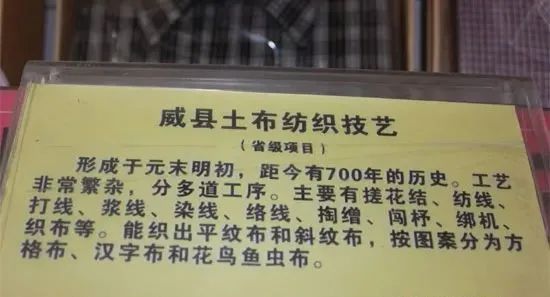 威县土布纺织技艺
（省级项目）
形成于元末明初，距今有700年的历史。工艺
非常繁杂，分多道工序。主要有搓花结、纺线、
打线、浆线、染线、络线、掏缯、闯杼、绑机、
织布等。能织出平纹布和斜纹布，按图案分为方
格布、汉字布和花鸟鱼虫布。